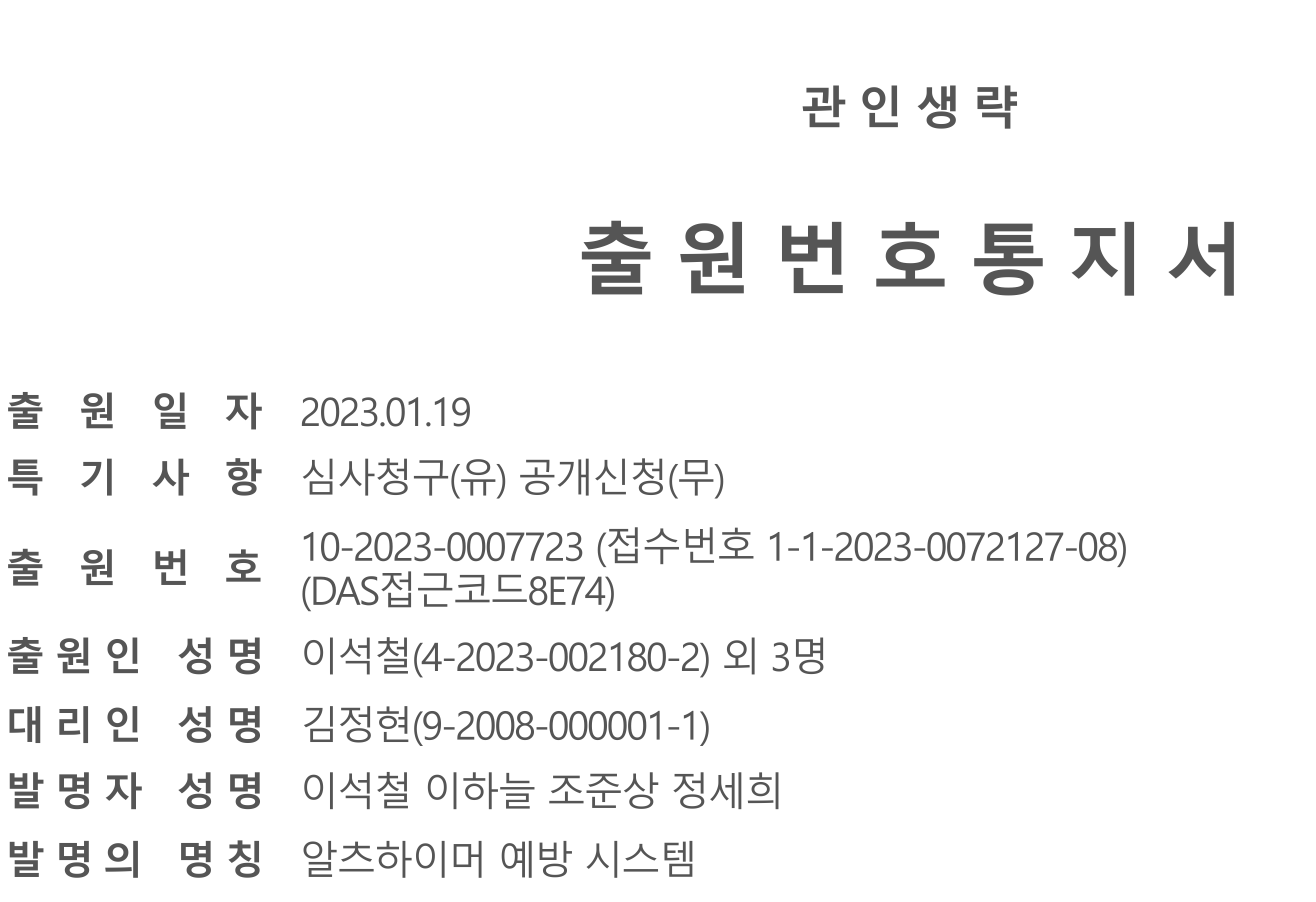 관 인 생 략
출 원 번 호 통 지 서
출 원 일 자 2023.01.19
특 기 사 항 심사청구(유) 공개신청(무)
출 원 번 호 10-2023-0007723 (접수번호 1-1-2023-0072127-08)
(DAS접근코드8E74)
출 원 인 성 명 이석철(4-2023-002180-2) 외 3명
대 리 인 성 명 김정현(9-2008-000001-1)
발 명 자 성 명 이석철 이하늘 조준상 정세희
발 명 의 명 칭 알츠하이머 예방 시스템